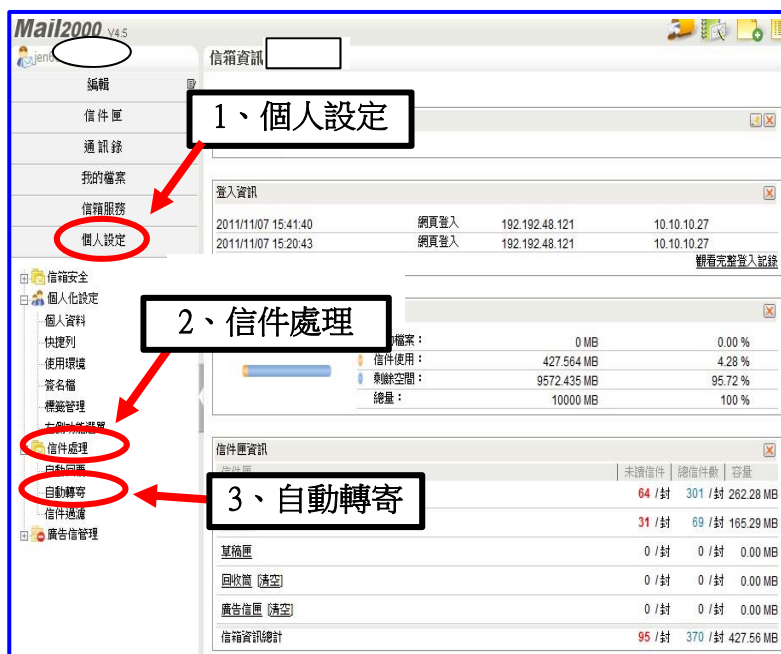 Mail2000 V4.5
jen
信箱資訊
編輯
信件匣
通訊錄
我的檔案
信箱服務
個人設定
1、個人設定
登入資訊
2011/11/07 15:41:40 網頁登入 192.192.48.121 10.10.10.27
2011/11/07 15:20:43 網頁登入 192.192.48.121 10.10.10.27
觀看完整登入記錄
信箱安全
個人化設定
個人資料
快捷列
使用環境
簽名檔
標籤管理
左側功能選單
信件處理
自動回覆
自動轉寄
信件過濾
廣告信管理
2、信件處理
檔案: 0 MB 0.00 %
信件使用: 427.564 MB 4.28 %
剩餘空間: 9572.435 MB 95.72 %
總量: 10000 MB 100 %
3、自動轉寄
信件匣資訊
信件匣 未讀信件 總信件數 容量
64 /封 301 /封 262.28 MB
31 /封 69 /封 165.29 MB
草稿匣 0 /封 0 /封 0.00 MB
回收筒 [清空] 0 /封 0 /封 0.00 MB
廣告信匣 [清空] 0 /封 0 /封 0.00 MB
信箱資訊總計 95 /封 370 /封 427.56 MB